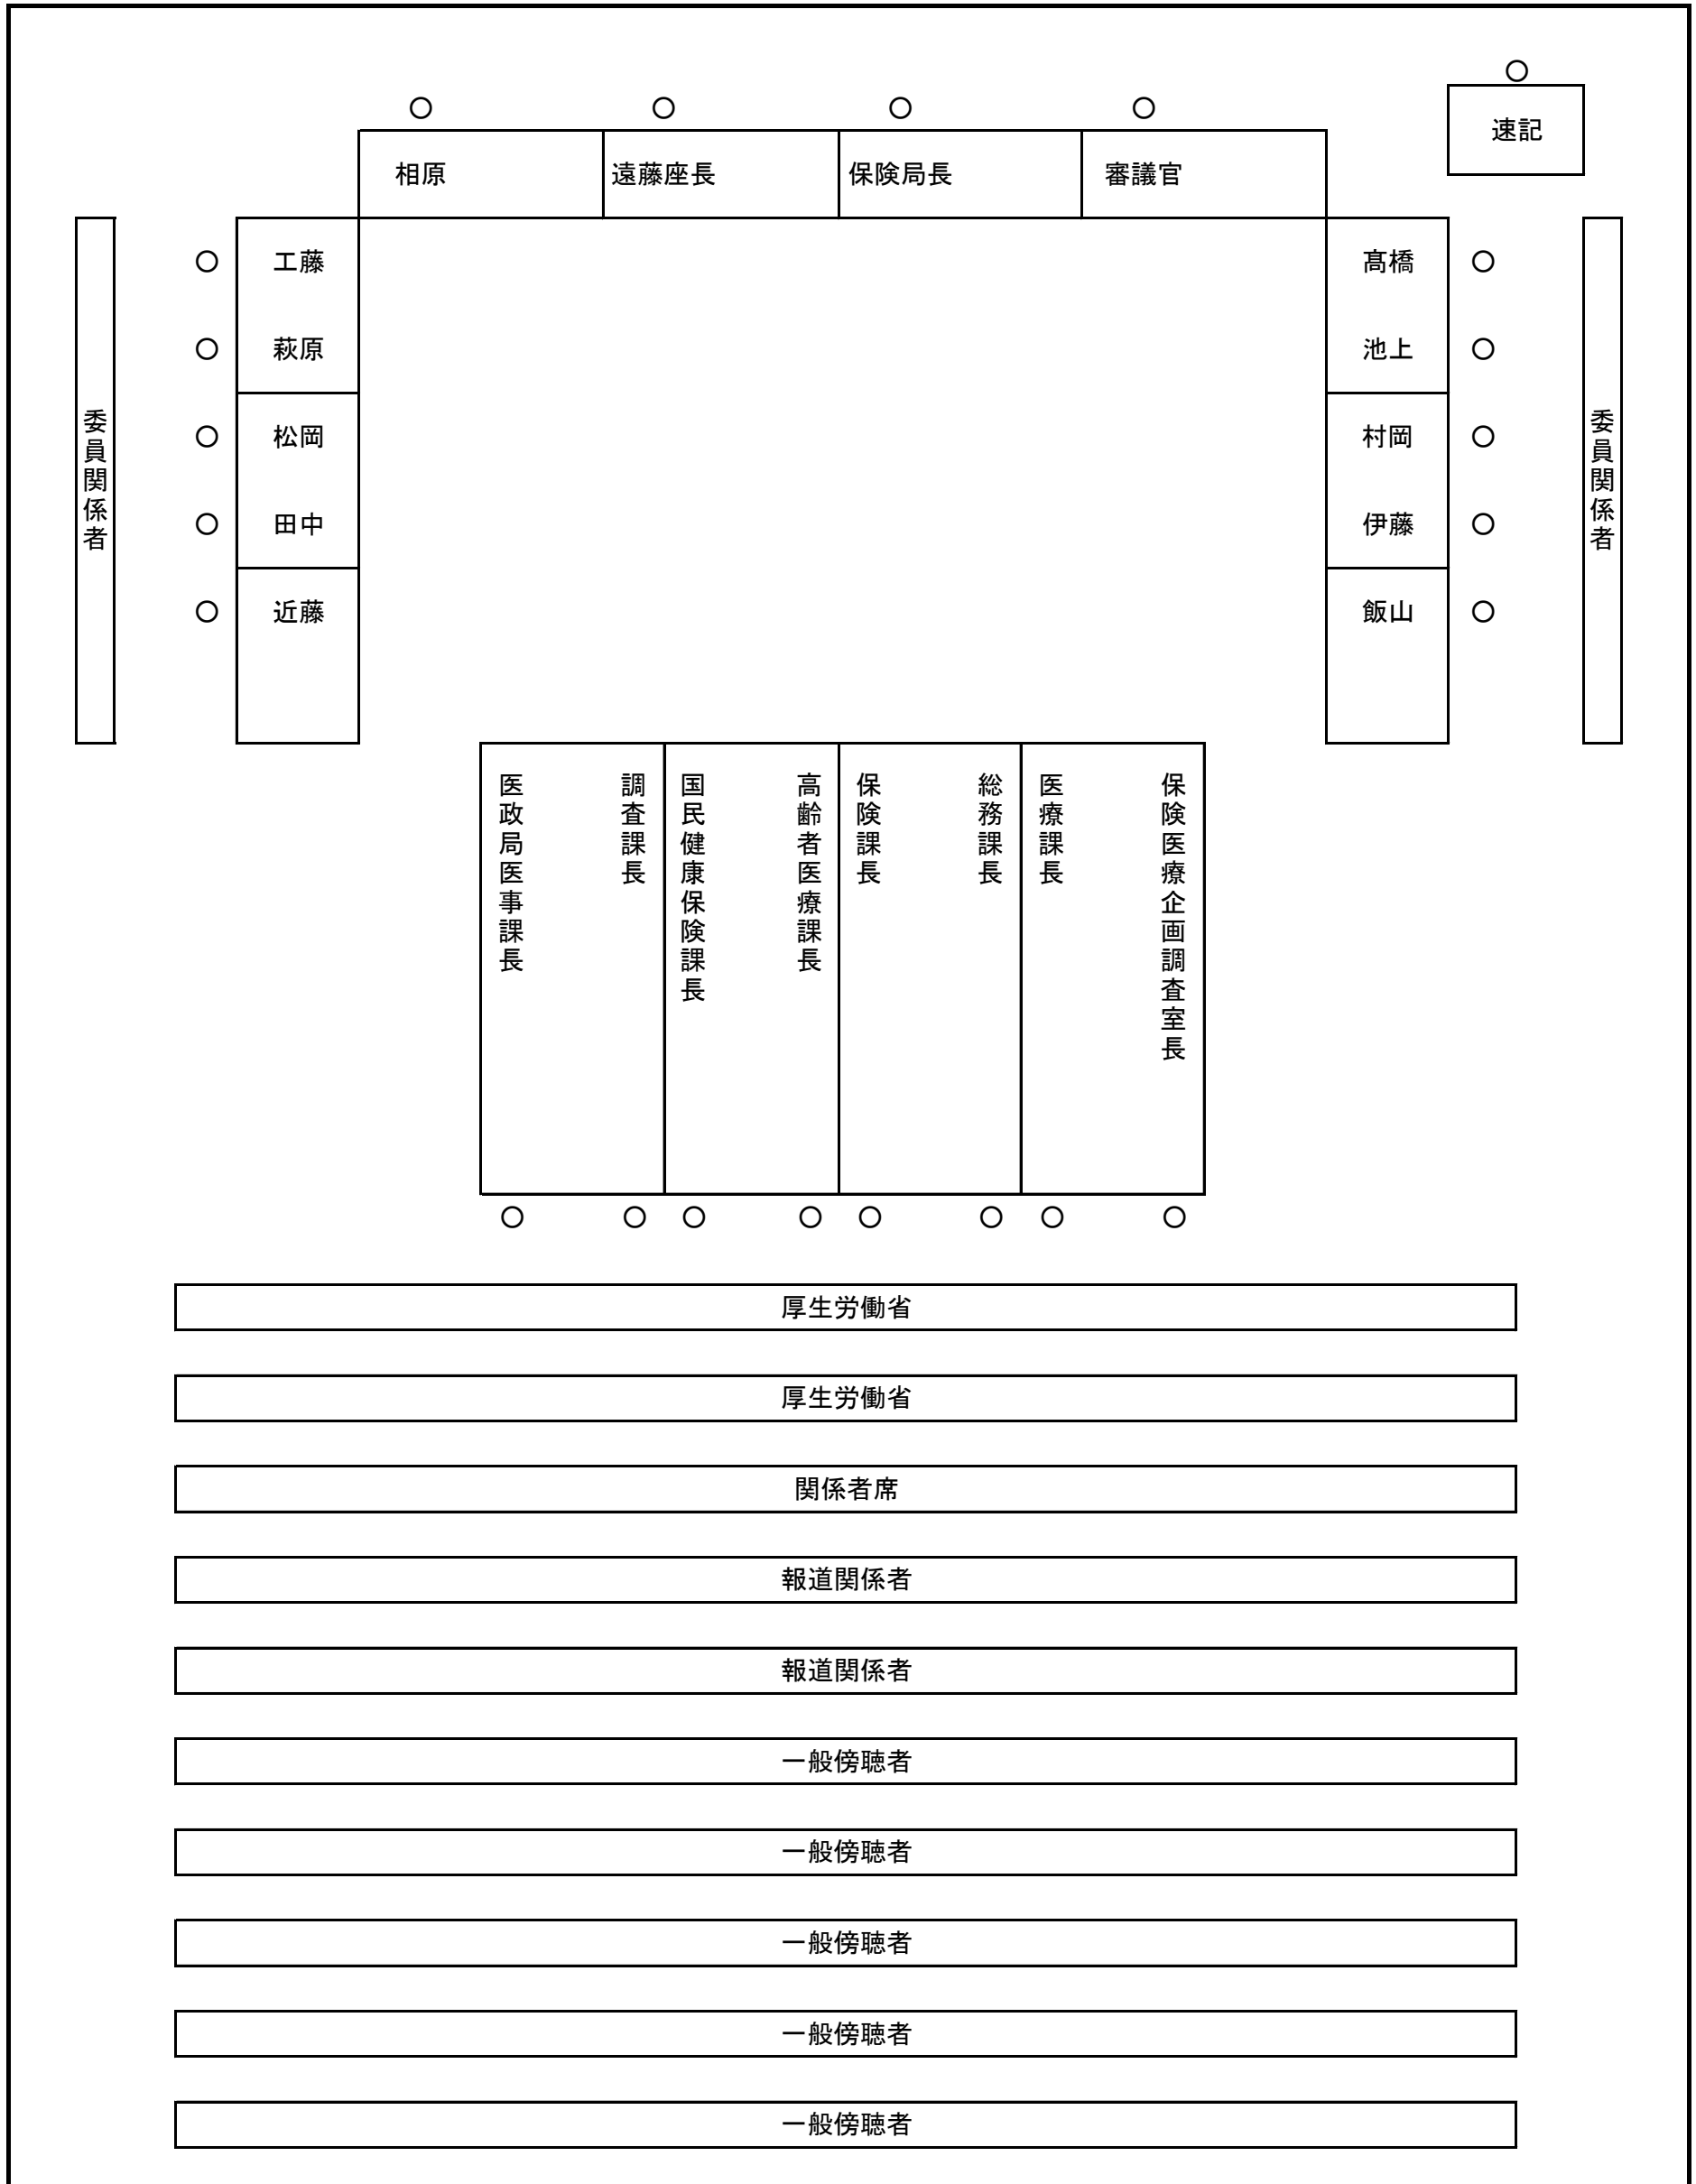 速記
相原
遠藤座長
保険局長
審議官
委員関係者
工藤
萩原
松岡
田中
近藤
髙橋
池上
村岡
伊藤
飯山
委員関係者
医政局医事課長
調査課長
国民健康保険課長
高齢者医療課長
保険課長
総務課長
医療課長
保険医療企画調査室長
厚生労働省
厚生労働省
関係者席
報道関係者
報道関係者
一般傍聴者
一般傍聴者
一般傍聴者
一般傍聴者
一般傍聴者